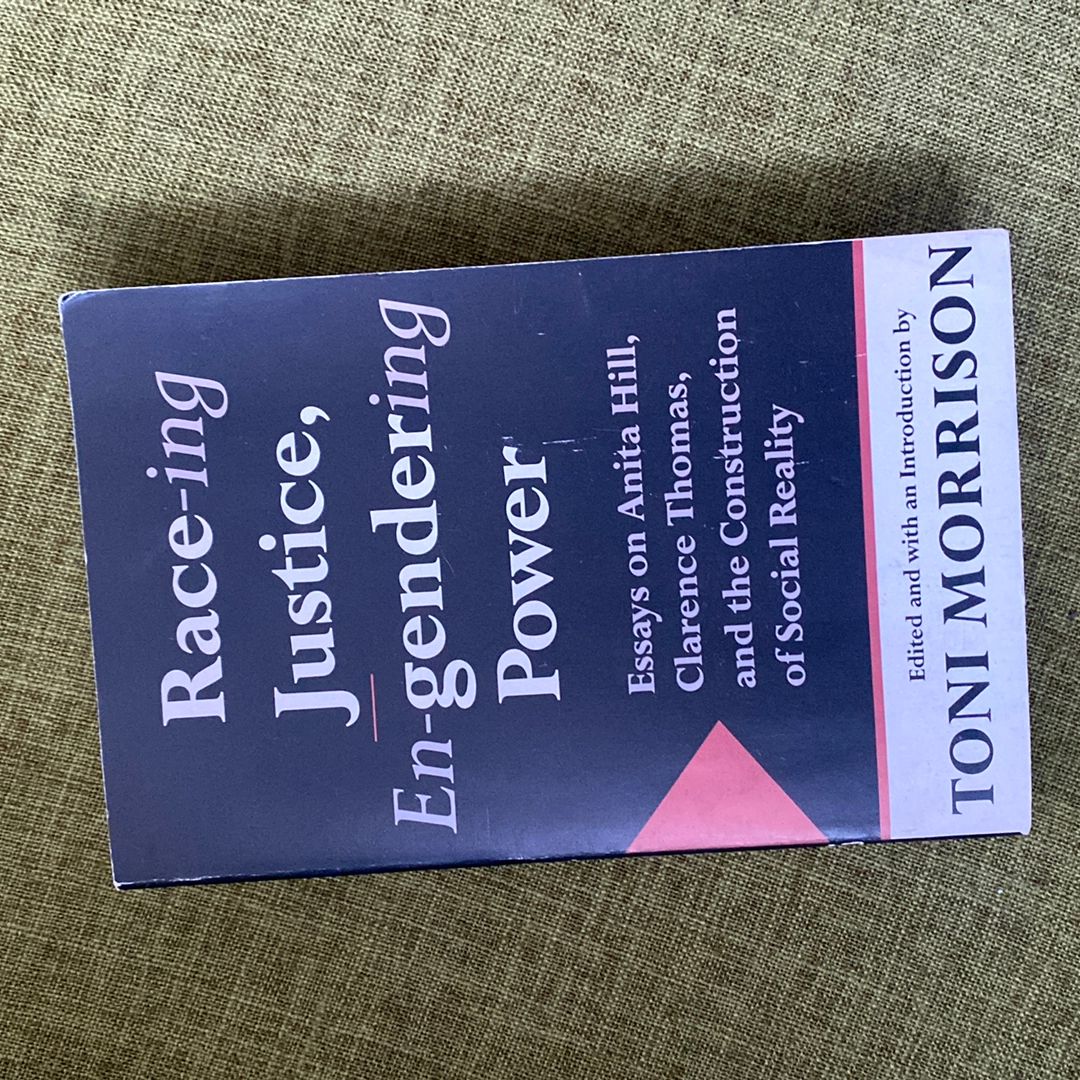 Race-ing
Justice,
En-gendering
Power
Essays on Anita Hill,
Clarence Thomas,
and the Construction
of Social Reality
Edited and with an Introduction by
TONI MORRISON